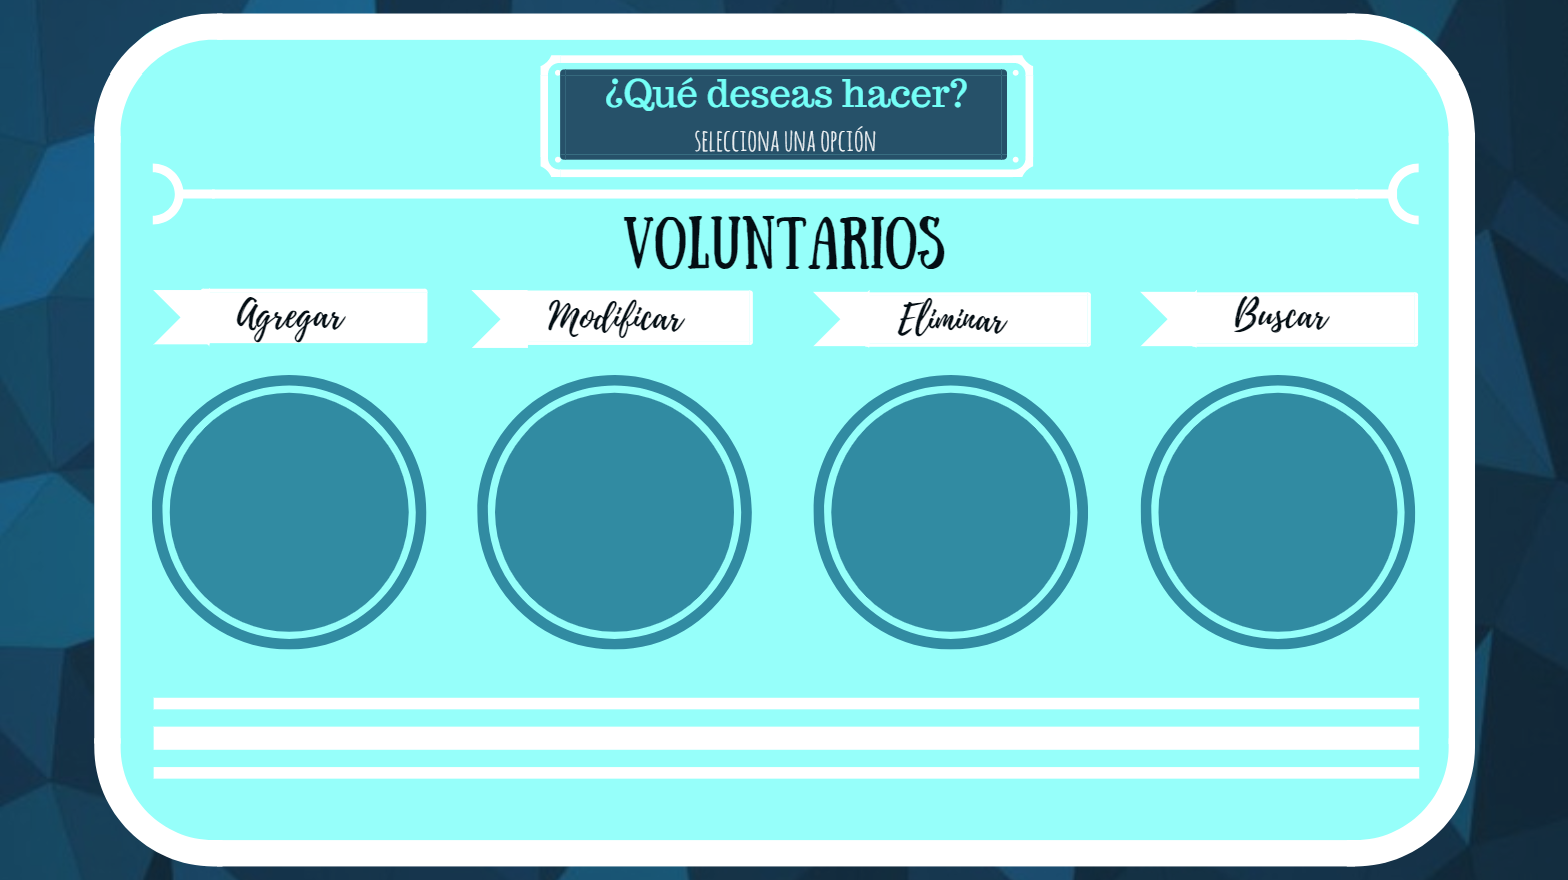 ¿Qué deseas hacer?
SELECCIONA UNA OPCIÓN
VOLUNTARIOS
Agregar
Modificar
Eliminar
Buscar